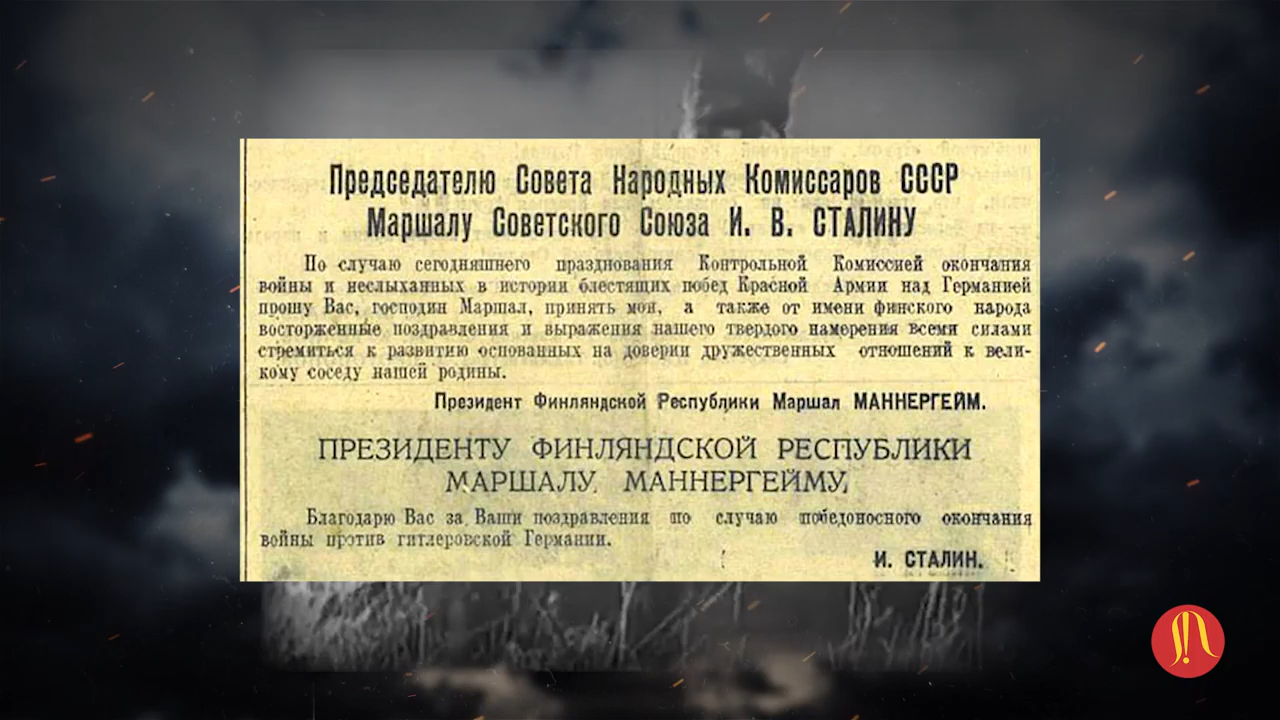 Председателю Совета Народных Комиссаров СССР
Маршалу Советского Союза И. В. СТАЛИНУ
По случаю сегодняшнего празднования Контрольной Комиссией окончания
войны и неслыханных в истории блестящих побед Красной Армии над Германией
прошу Вас, господин Маршал, принять мои, а также от имени финского народа
восторженные поздравления и выражения нашего твердого намерения всеми силами
стремиться к развитию основанных на доверии дружественных отношений к вели-
кому соседу нашей родины.
Президент Финляндской Республики Маршал МАННЕРГЕЙМ.
ПРЕЗИДЕНТУ ФИНЛЯНДСКОЙ РЕСПУБЛИКИ
МАРШАЛУ МАННЕРГЕЙМУ
Благодарю Вас за Ваши поздравления по случаю победоносного окончания
войны против гитлеровской Германии.
И. СТАЛИН.